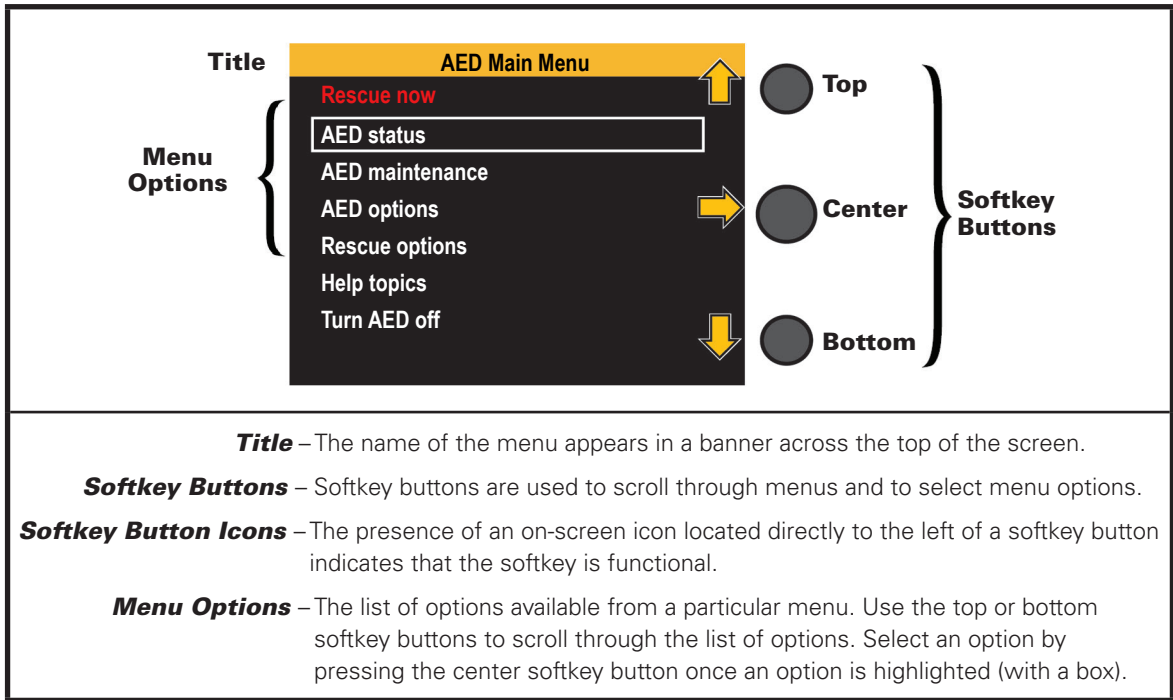 Title
AED Main Menu
Rescue now
AED status
AED maintenance
AED options
Rescue options
Help topics
Turn AED off
Menu
Options
Top
Center
Bottom
Softkey
Buttons
Title – The name of the menu appears in a banner across the top of the screen.
Softkey Buttons – Softkey buttons are used to scroll through menus and to select menu options.
Softkey Button Icons – The presence of an on-screen icon located directly to the left of a softkey button
indicates that the softkey is functional.
Menu Options – The list of options available from a particular menu. Use the top or bottom
softkey buttons to scroll through the list of options. Select an option by
pressing the center softkey button once an option is highlighted (with a box).